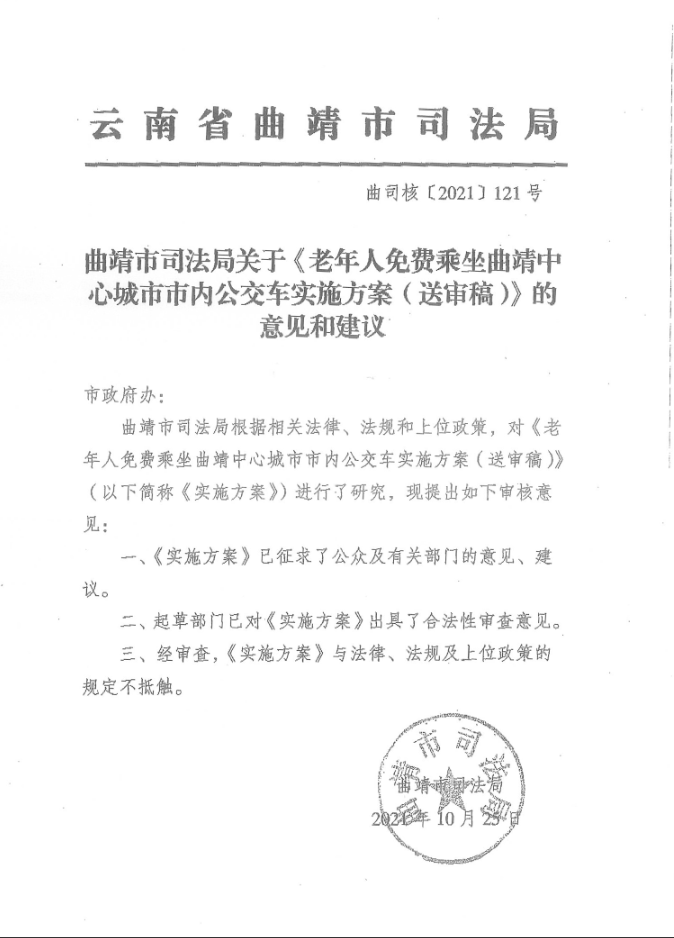 云南省曲靖市司法局
曲司核〔2021〕121号
曲靖市司法局关于《老年人免费乘坐曲靖中
心城市市内公交车实施方案（送审稿）》的
意见和建议
市政府办：
曲靖市司法局根据相关法律、法规和上位政策，对《老
年人免费乘坐曲靖中心城市市内公交车实施方案（送审稿）》
（以下简称《实施方案》）进行了研究，现提出如下审核意
见：
一、《实施方案》已征求了公众及有关部门的意见、建
议。
二、起草部门已对《实施方案》出具了合法性审查意见。
三、经审查，《实施方案》与法律、法规及上位政策的
规定不抵触。
曲靖市司法局
曲靖市司法局
2021年10月25日